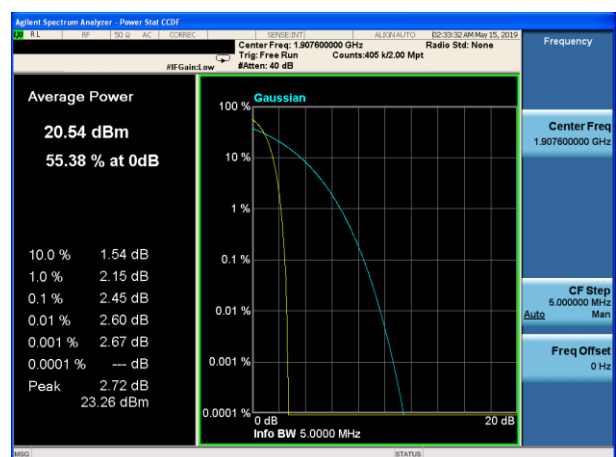 Agilent Spectrum Analyzer - Power Stat CCDF
RL RF 50 Ω AC CORREC SENSE:INT ALIGN AUTO 02:33:32 AM May 15, 2019
Center Freq: 1.907600000 GHz Radio Std: None
Trig: Free Run Counts:405 k/2.00 Mpt
#IFGain:Low #Atten: 40 dB
Frequency
Average Power
20.54 dBm
55.38 % at 0dB
10.0 % 1.54 dB
1.0 % 2.15 dB
0.1 % 2.45 dB
0.01 % 2.60 dB
0.001 % 2.67 dB
0.0001 % --- dB
Peak 2.72 dB
23.26 dBm
Gaussian
100 %
10 %
1 %
0.1 %
0.01 %
0.001 %
0.0001 %
0 dB 20 dB
Info BW 5.0000 MHz
Center Freq
1.907600000 GHz
CF Step
5.000000 MHz
Auto Man
Freq Offset
0 Hz
MSG STATUS